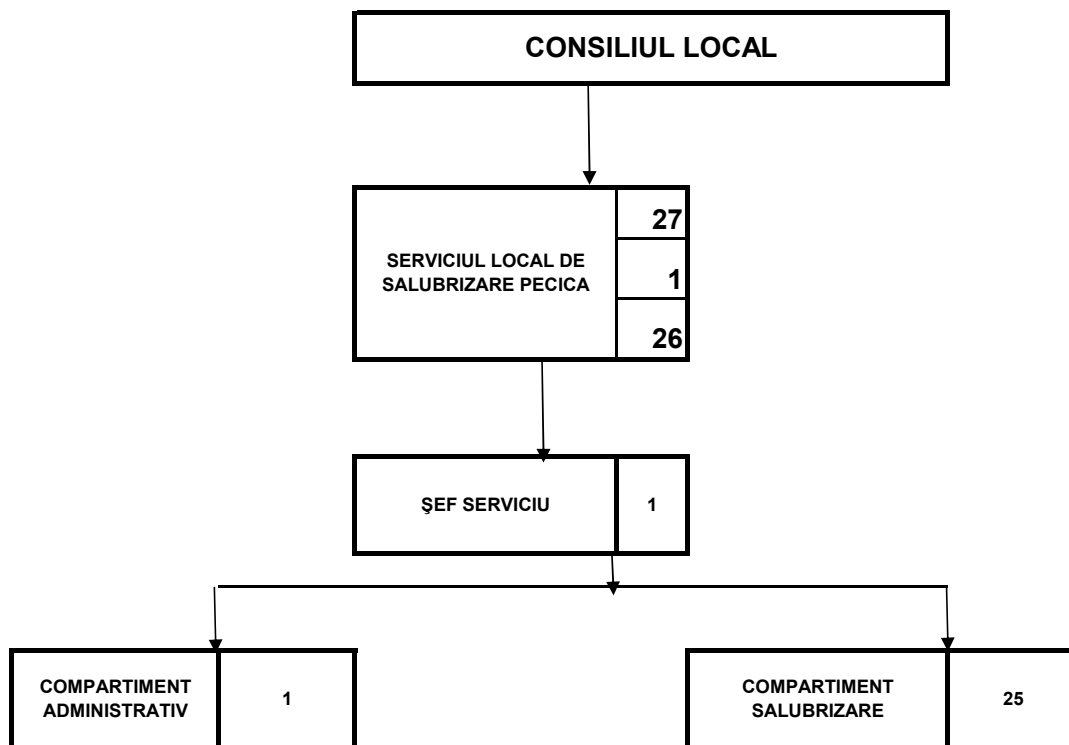 CONSILIUL LOCAL
SERVICIUL LOCAL DE
SALUBRIZARE PECICA
27
1
26
ŞEF SERVICIU
1
COMPARTIMENT
ADMINISTRATIV
1
COMPARTIMENT
SALUBRIZARE
25